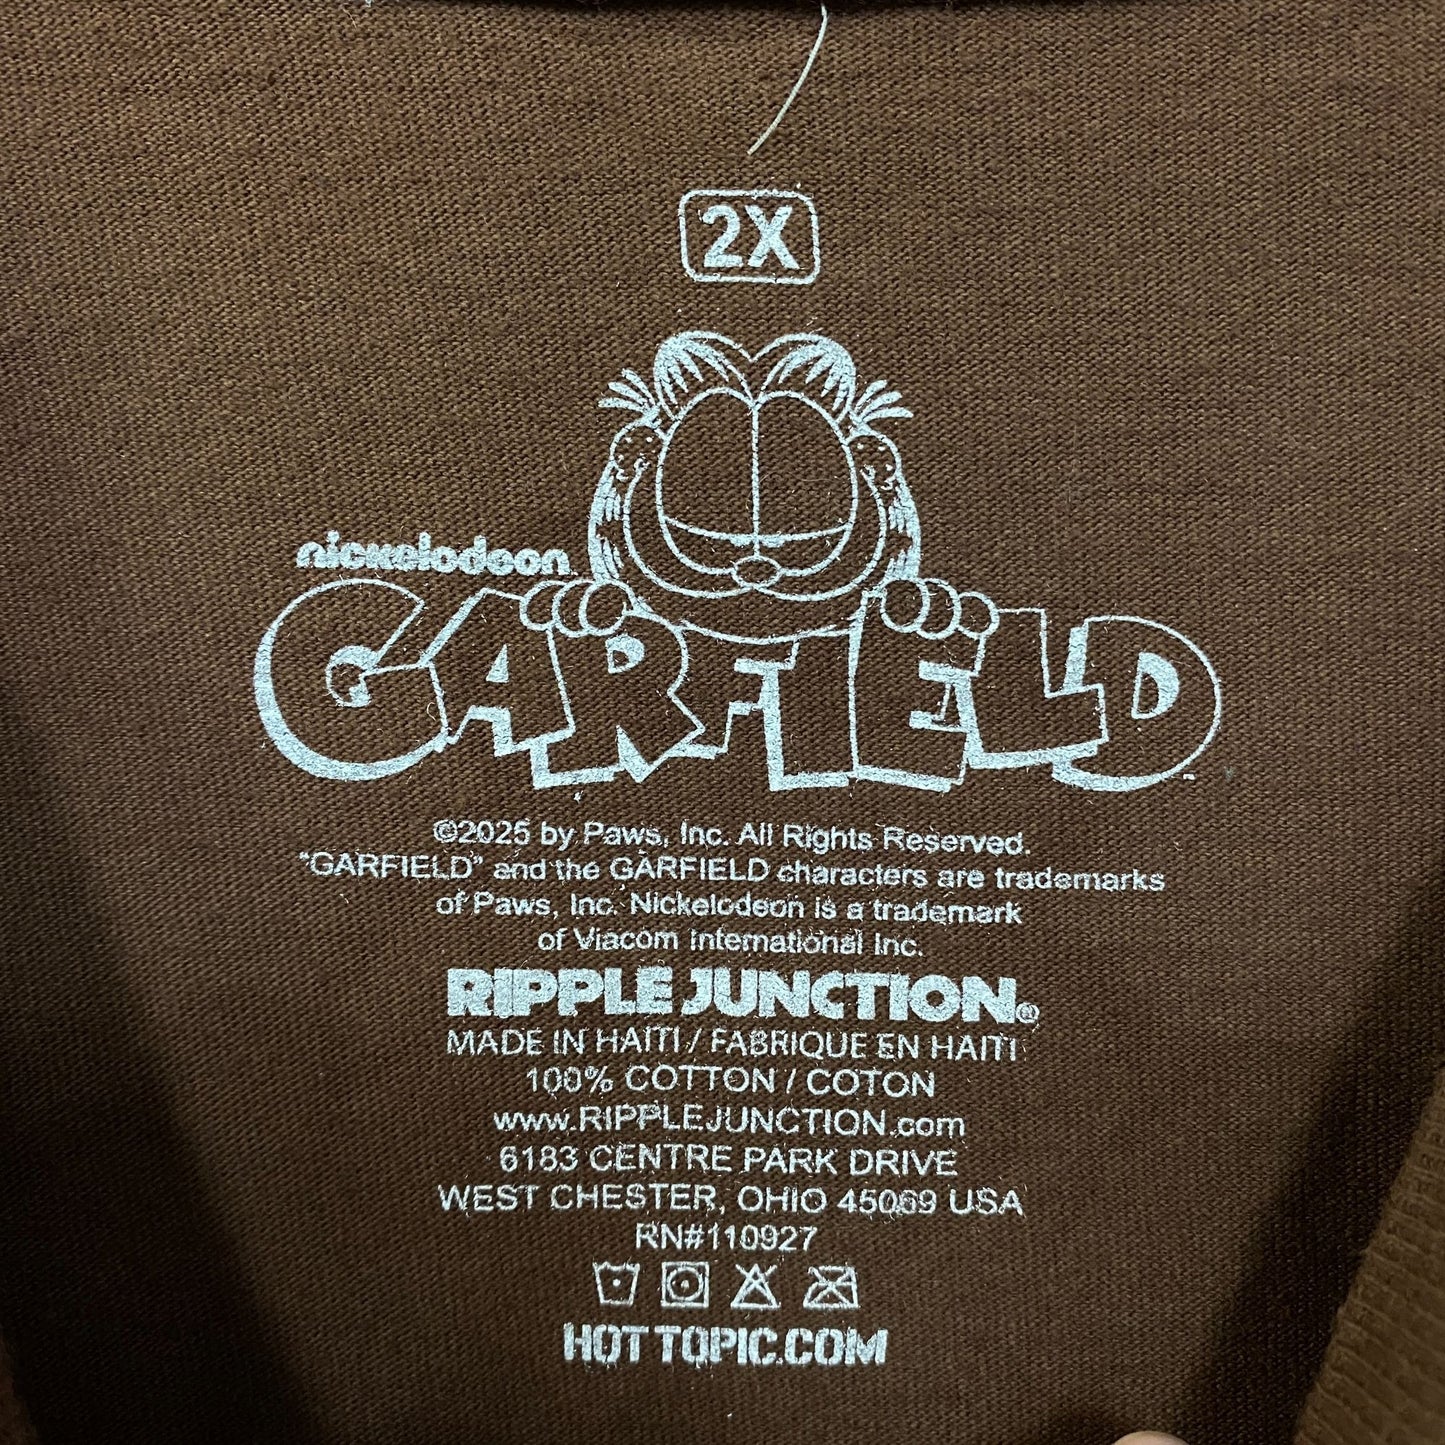 2X
nickelodeon
GARFIELD
©2025 by Paws, Inc. All Rights Reserved.
"GARFIELD" and the GARFIELD characters are trademarks
of Paws, Inc. Nickelodeon is a trademark
of Viacom International Inc.
RIPPLE JUNCTION®
MADE IN HAITI / FABRIQUE EN HAITI
100% COTTON / COTON
www.RIPPLEJUNCTION.com
6183 CENTRE PARK DRIVE
WEST CHESTER, OHIO 45069 USA
RN#110927
HOT TOPIC.COM